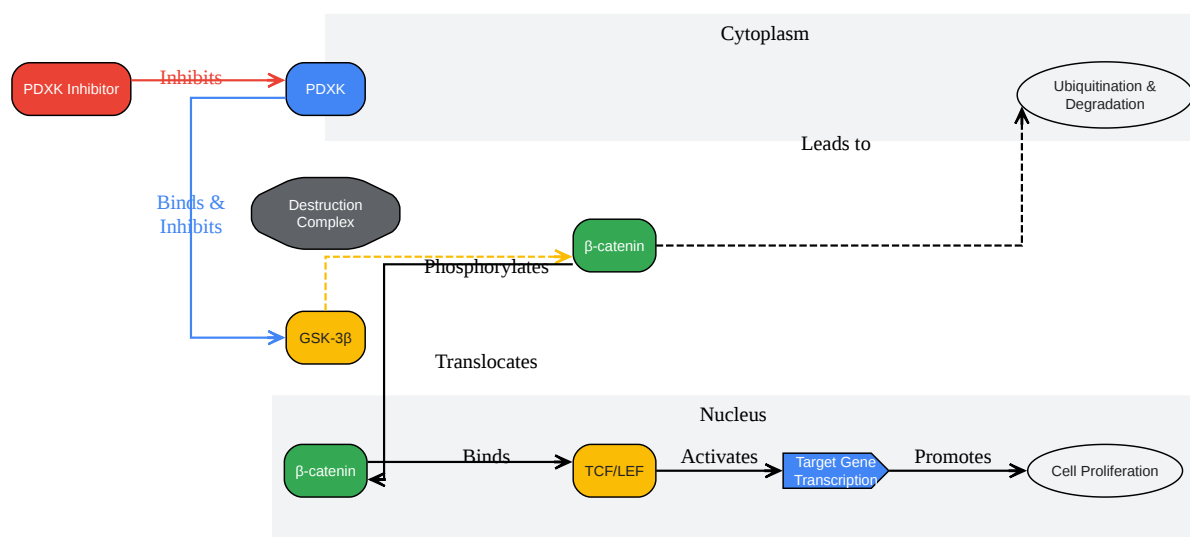 Cytoplasm
PDXK Inhibitor
Inhibits
PDXK
Ubiquitination &
Degradation
Leads to
Binds &
Inhibits
Destruction
Complex
β-catenin
Phosphorylates
GSK-3β
Translocates
Nucleus
β-catenin
Binds
TCF/LEF
Activates
Target Gene
Transcription
Promotes
Cell Proliferation